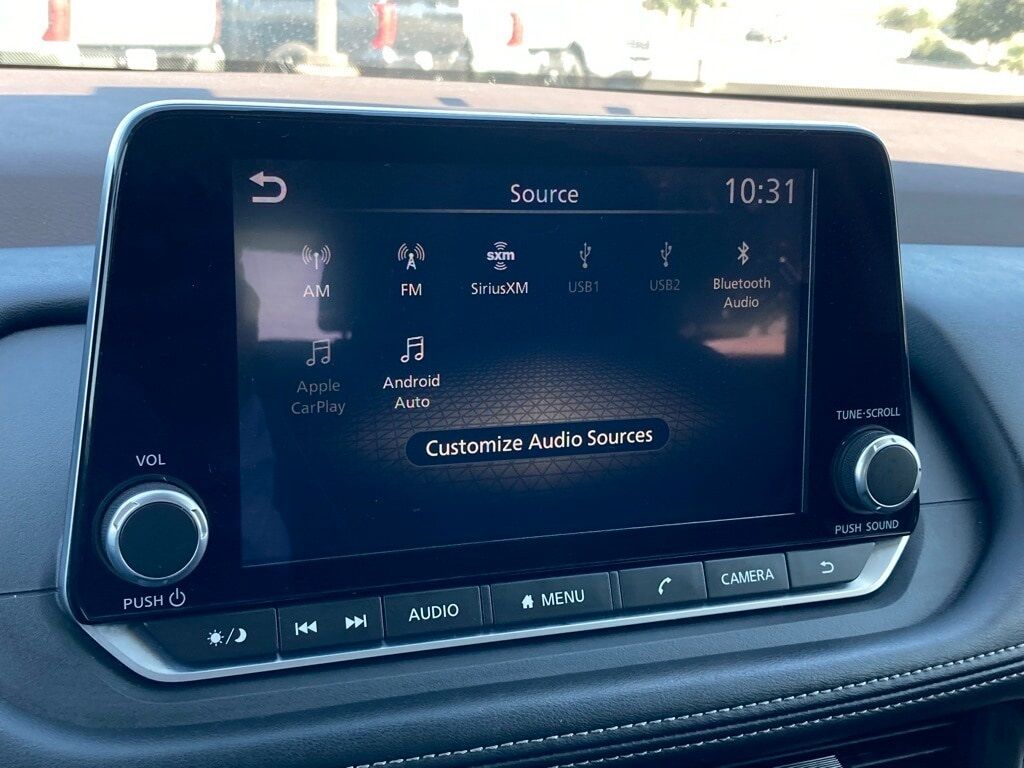 Source
10:31
sxm
AM
FM
SiriusXM
USB1
USB2
Bluetooth
Audio
Apple
CarPlay
Android
Auto
Customize Audio Sources
VOL
PUSH
TUNE·SCROLL
PUSH SOUND
AUDIO
MENU
CAMERA